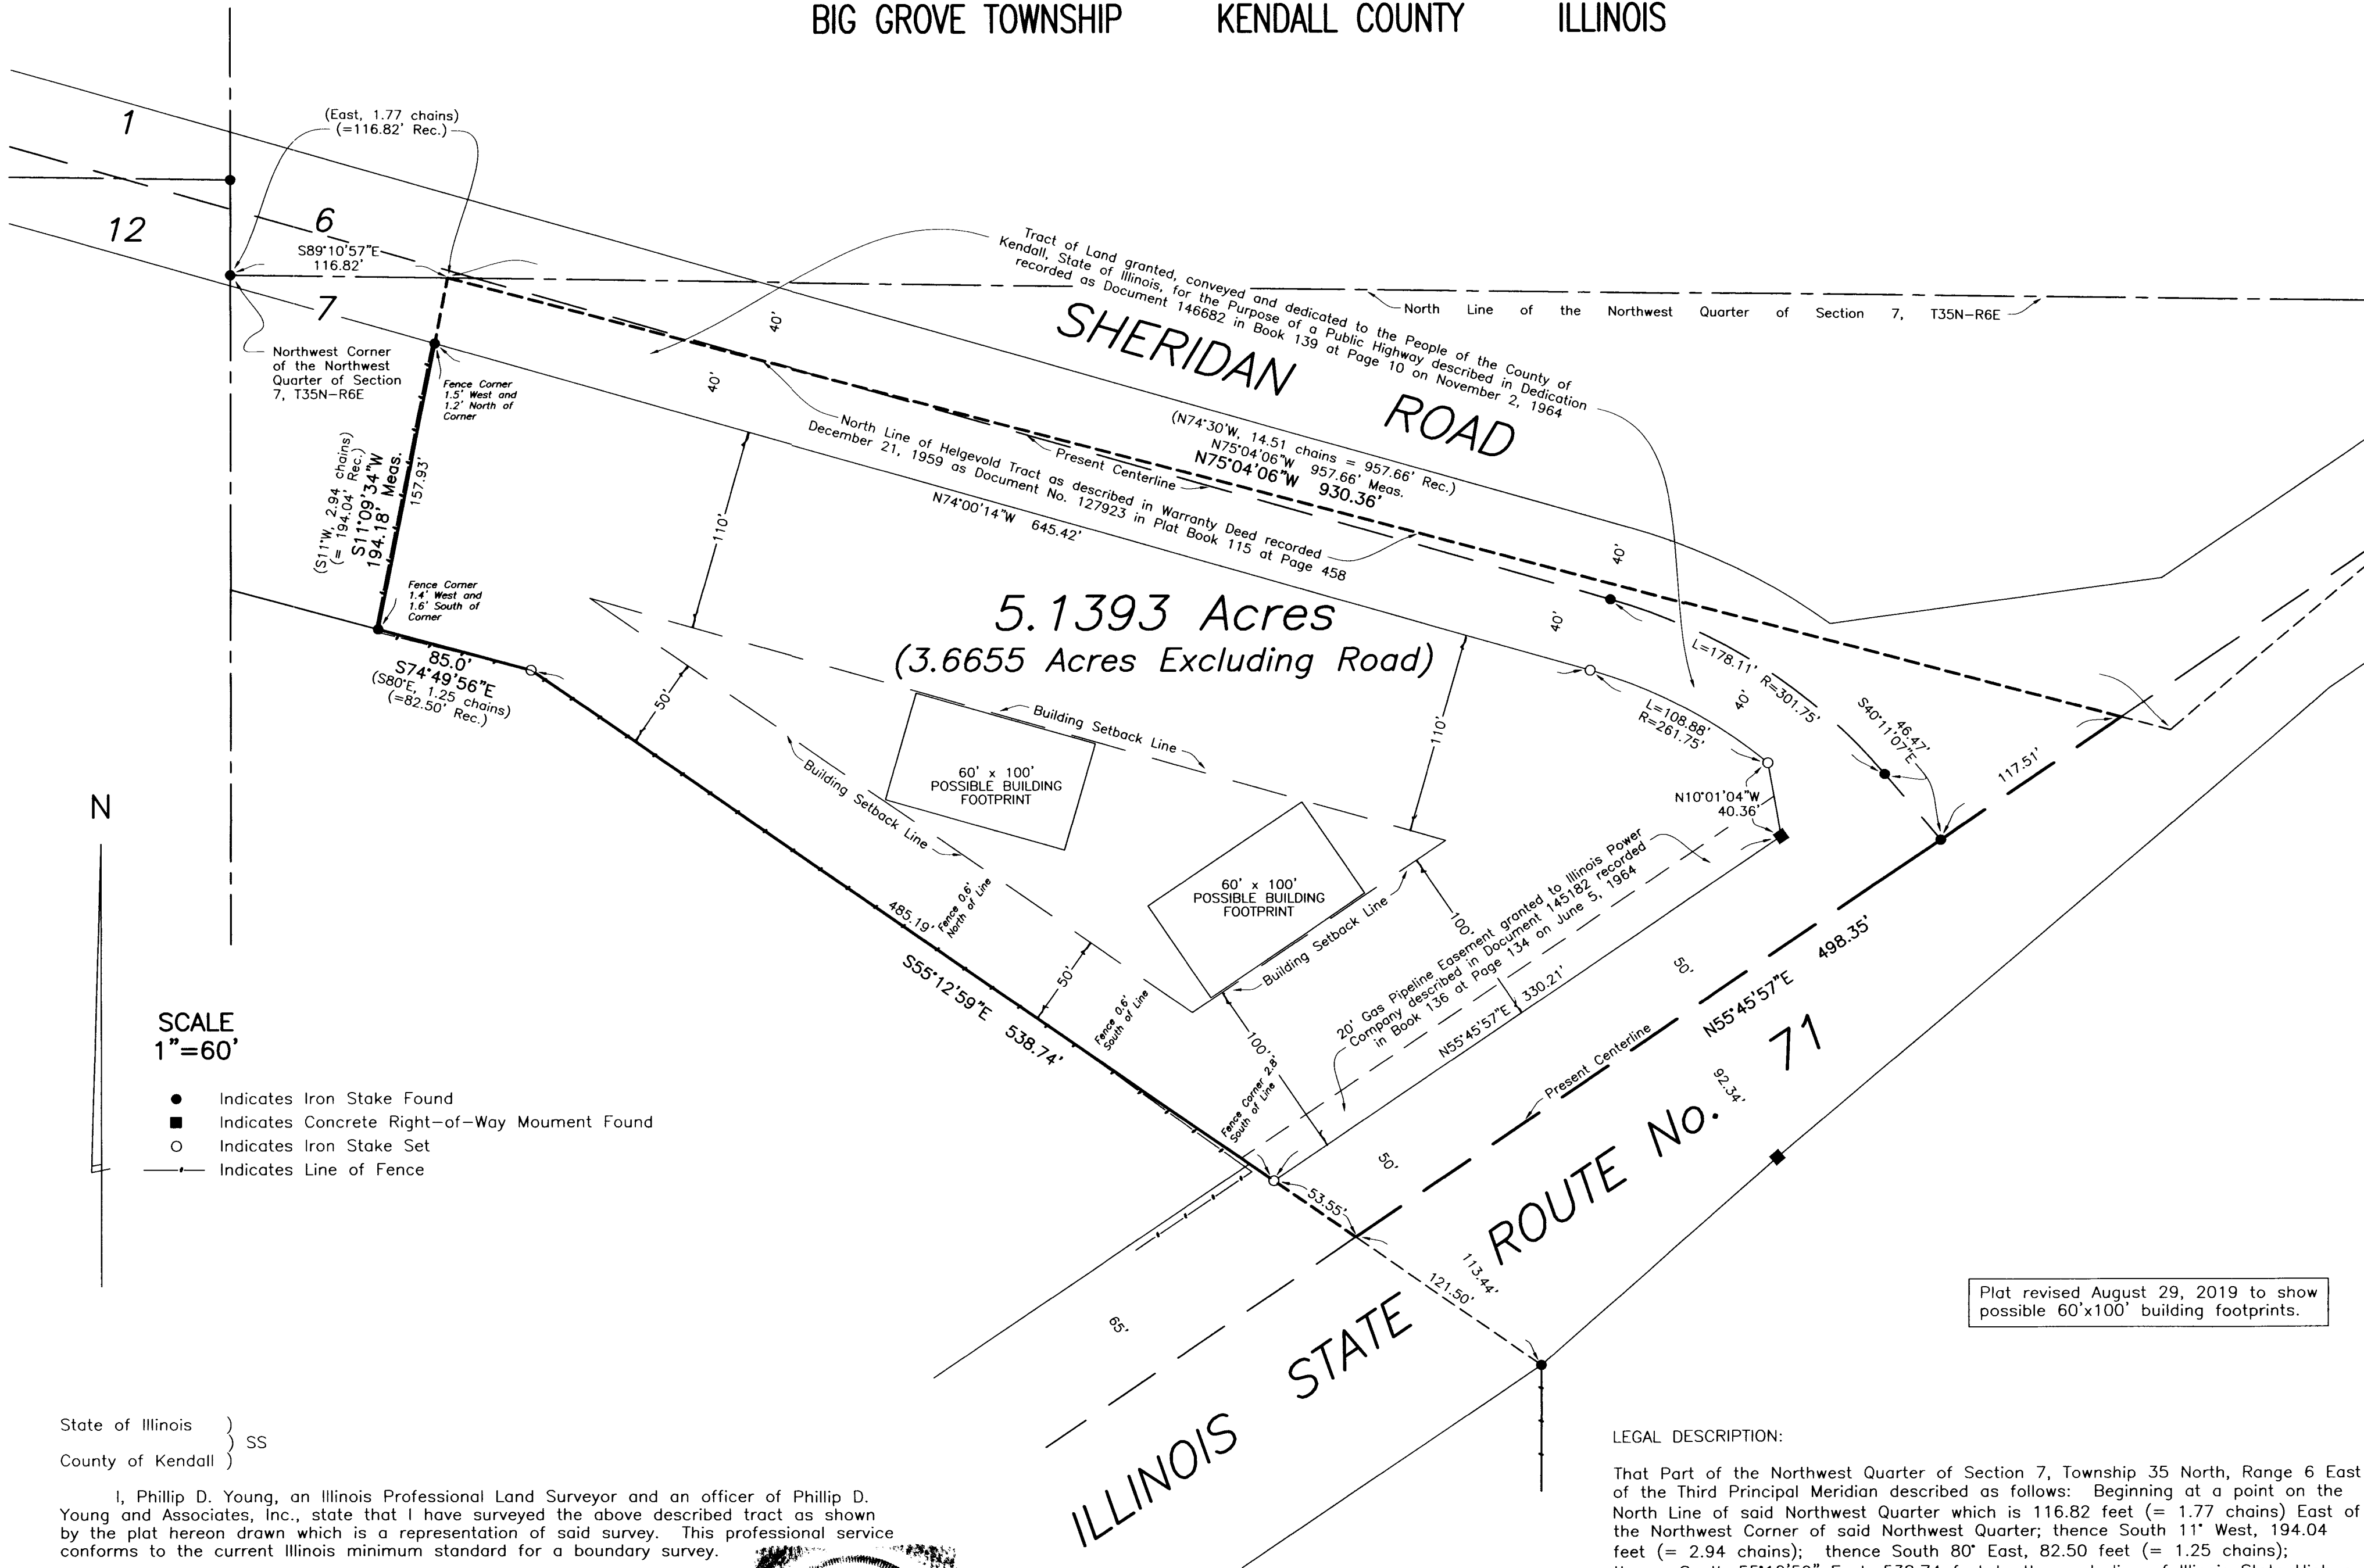 BIG GROVE TOWNSHIP KENDALL COUNTY ILLINOIS
1
(East, 1.77 chains)
(=116.82' Rec.)
12
6
S89°10'57"E
116.82'
7
Northwest Corner
of the Northwest
Quarter of Section
7, T35N-R6E
Fence Corner
1.5' West and
1.2' North of
Corner
Tract of Land granted, conveyed and dedicated to the People of the County of
Kendall, State of Illinois, for the Purpose of a Public Highway described in Dedication
recorded as Document 146682 in Book 139 at Page 10 on November 2, 1964
North Line of the Northwest Quarter of Section 7, T35N-R6E
SHERIDAN ROAD
40'
40'
(N74°30'W, 14.51 chains = 957.66' Rec.)
N75°04'06"W 957.66' Meas.
N75°04'06"W 930.36'
Present Centerline
North Line of Helgevold Tract as described in Warranty Deed recorded
December 21, 1959 as Document No. 127923 in Plat Book 115 at Page 458
N74°00'14"W 645.42'
(S11°W, 2.94 chains)
(= 194.04' Rec.)
S11°09'34"W
194.18' Meas.
157.93'
110'
40'
40'
Fence Corner
1.4' West and
1.6' South of
Corner
5.1393 Acres
(3.6655 Acres Excluding Road)
85.0'
S74°49'56"E
(S80°E, 1.25 chains)
(=82.50' Rec.)
50'
Building Setback Line
Building Setback Line
110'
L=178.11' R=301.75'
40'
L=108.88'
R=261.75'
S40°11'07"E
46.47'
117.51'
60' x 100'
POSSIBLE BUILDING
FOOTPRINT
N10°01'04"W
40.36'
60' x 100'
POSSIBLE BUILDING
FOOTPRINT
Building Setback Line
100'
20' Gas Pipeline Easement granted to Illinois Power
Company described in Document 145182 recorded
in Book 136 at Page 134 on June 5, 1964
N55°45'57"E 330.21'
485.19'
Fence 0.6'
North of Line
S55°12'59"E 538.74'
50'
Fence 0.6'
South of Line
100'
Fence Corner 2.8'
South of Line
50'
N55°45'57"E 498.35'
Present Centerline
92.34'
50'
53.55'
121.50'
113.44'
65'
ILLINOIS STATE ROUTE No. 71
N
SCALE
1"=60'
Indicates Iron Stake Found
Indicates Concrete Right-of-Way Moument Found
Indicates Iron Stake Set
Indicates Line of Fence
Plat revised August 29, 2019 to show
possible 60'x100' building footprints.
State of Illinois )
) SS
County of Kendall )
I, Phillip D. Young, an Illinois Professional Land Surveyor and an officer of Phillip D.
Young and Associates, Inc., state that I have surveyed the above described tract as shown
by the plat hereon drawn which is a representation of said survey. This professional service
conforms to the current Illinois minimum standard for a boundary survey.
LEGAL DESCRIPTION:
That Part of the Northwest Quarter of Section 7, Township 35 North, Range 6 East
of the Third Principal Meridian described as follows: Beginning at a point on the
North Line of said Northwest Quarter which is 116.82 feet (= 1.77 chains) East of
the Northwest Corner of said Northwest Quarter; thence South 11° West, 194.04
feet (= 2.94 chains); thence South 80° East, 82.50 feet (= 1.25 chains);